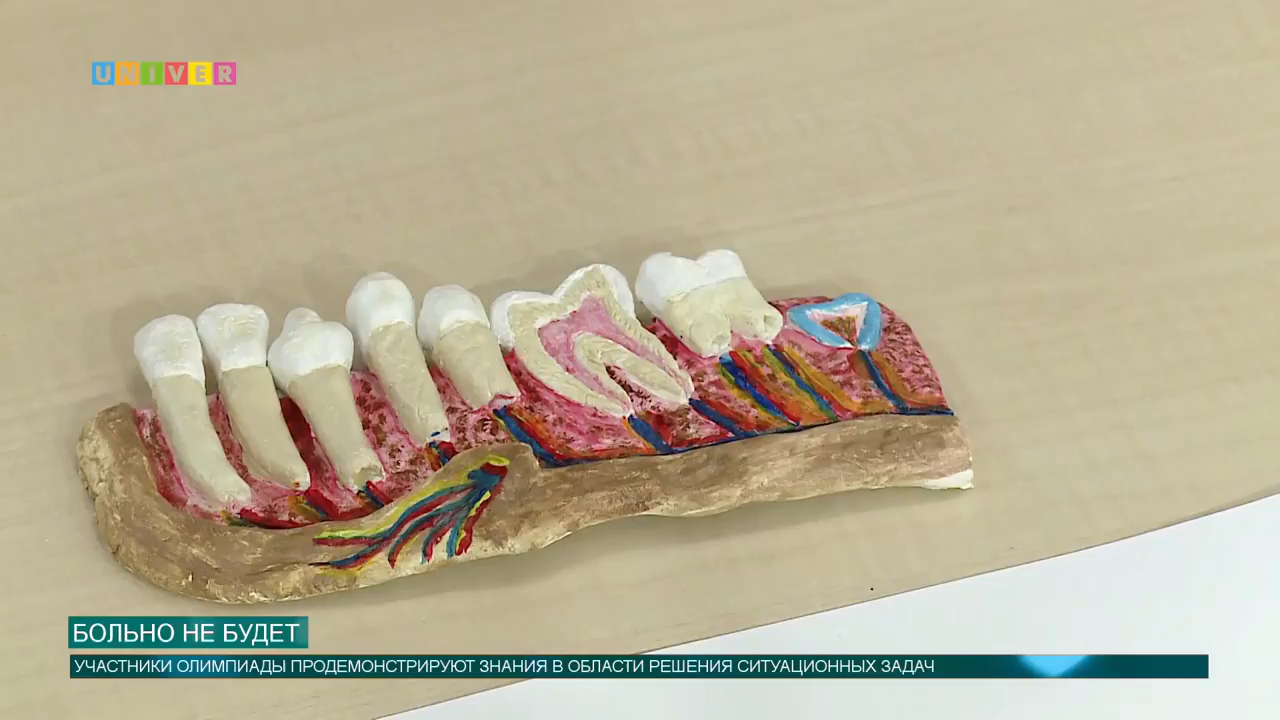 UNIVER
БОЛЬНО НЕ БУДЕТ
УЧАСТНИКИ ОЛИМПИАДЫ ПРОДЕМОНСТРИРУЮТ ЗНАНИЯ В ОБЛАСТИ РЕШЕНИЯ СИТУАЦИОННЫХ ЗАДАЧ